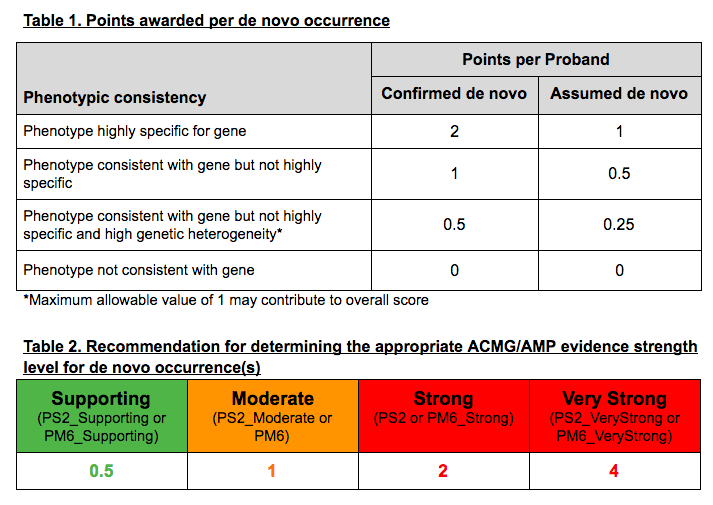 Table 1. Points awarded per de novo occurrence
Points per Proband
Phenotypic consistency
Confirmed de novo
Assumed de novo
Phenotype highly specific for gene
2
1
Phenotype consistent with gene but not highly
specific
1
0.5
Phenotype consistent with gene but not highly
specific and high genetic heterogeneity*
0.5
0.25
Phenotype not consistent with gene
0
0
*Maximum allowable value of 1 may contribute to overall score
Table 2. Recommendation for determining the appropriate ACMG/AMP evidence strength
level for de novo occurrence(s)
Supporting
(PS2_Supporting or
PM6_Supporting)
Moderate
(PS2_Moderate or
PM6)
Strong
(PS2 or PM6_Strong)
Very Strong
(PS2_VeryStrong or
PM6_VeryStrong)
0.5
1
2
4